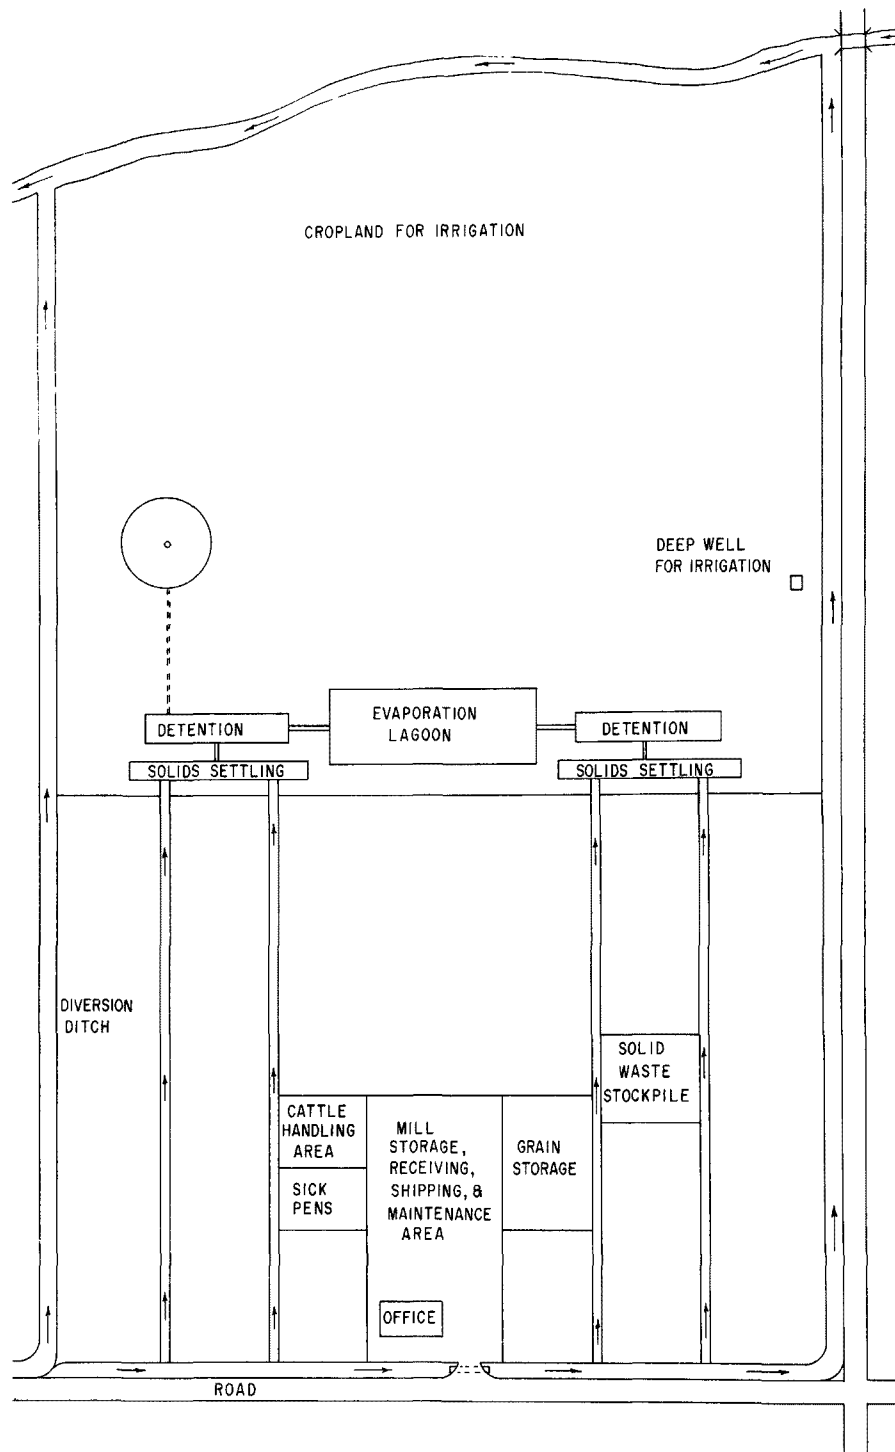 CROPLAND FOR IRRIGATION
DEEP WELL
FOR IRRIGATION
EVAPORATION
LAGOON
DETENTION
DETENTION
SOLIDS SETTLING
SOLIDS SETTLING
DIVERSION
DITCH
SOLID
WASTE
STOCKPILE
CATTLE
HANDLING
AREA
MILL
STORAGE,
RECEIVING,
SHIPPING, &
MAINTENANCE
AREA
GRAIN
STORAGE
SICK
PENS
OFFICE
ROAD